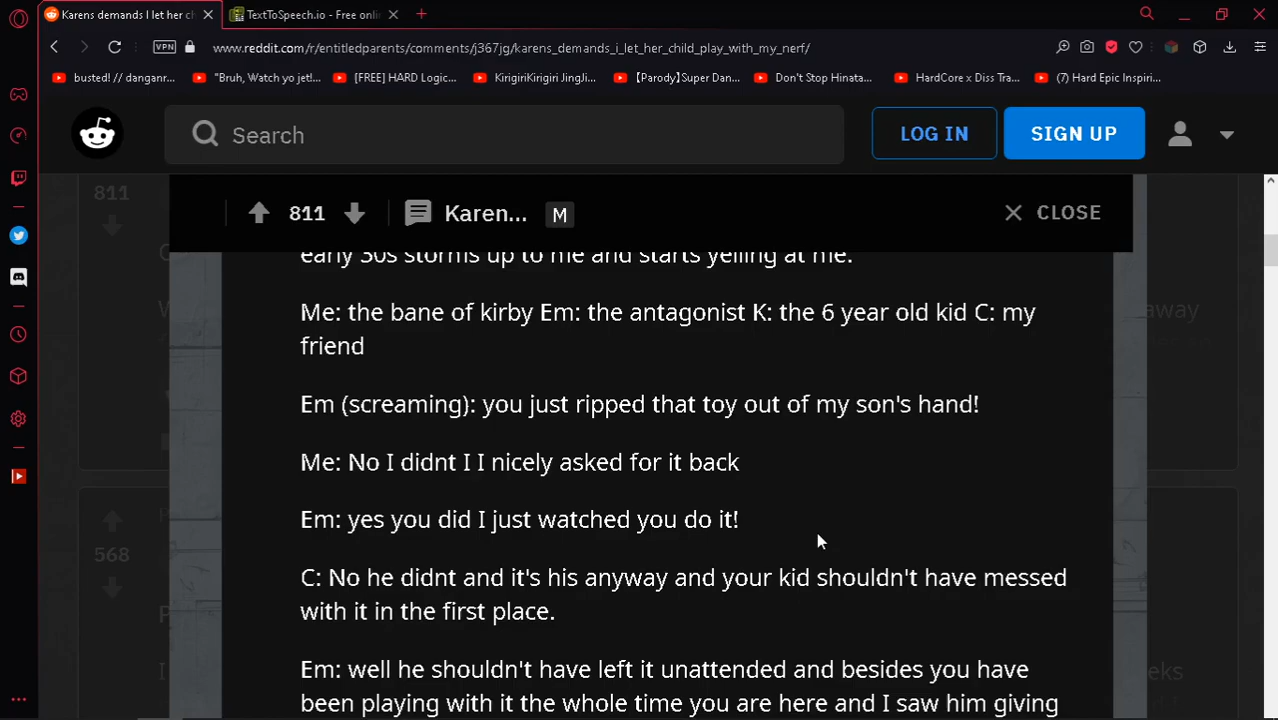 Karens demands I let her ch
TextToSpeech.io - Free onlin
VPN
www.reddit.com/r/entitledparents/comments/j367jg/karens_demands_i_let_her_child_play_with_my_nerf/
busted! // danganr...
"Bruh, Watch yo jet!...
[FREE] HARD Logic...
KirigiriKirigiri JingJi...
【Parody】Super Dan...
Don't Stop Hinata...
HardCore x Diss Tra...
(7) Hard Epic Inspiri...
Search
LOG IN
SIGN UP
811
811
Karen...
M
CLOSE
early 30s storms up to me and starts yelling at me.
Me: the bane of kirby Em: the antagonist K: the 6 year old kid C: my
friend
away
Em (screaming): you just ripped that toy out of my son's hand!
Me: No I didnt I I nicely asked for it back
Em: yes you did I just watched you do it!
568
C: No he didnt and it's his anyway and your kid shouldn't have messed
with it in the first place.
Em: well he shouldn't have left it unattended and besides you have
been playing with it the whole time you are here and I saw him giving